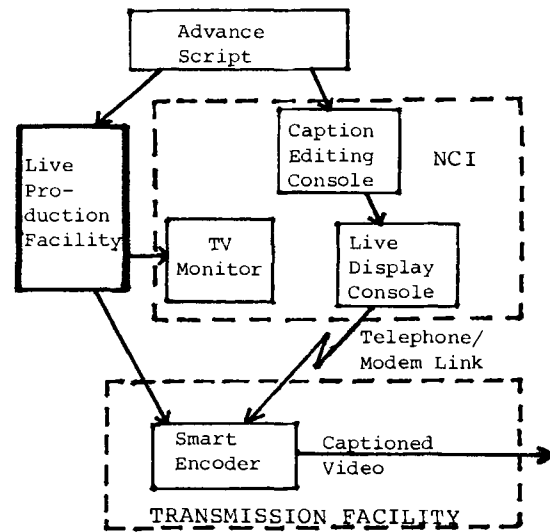 Advance
Script
Live
Pro-
duction
Facility
Caption
Editing
Console
NCI
TV
Monitor
Live
Display
Console
Telephone/
Modem Link
Smart
Encoder
Captioned
Video
TRANSMISSION FACILITY